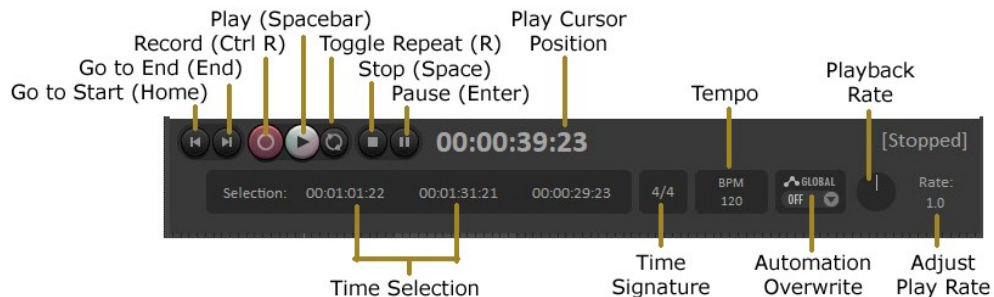 Play (Spacebar)
Play Cursor
Position
Record (Ctrl R)
Toggle Repeat (R)
Go to End (End)
Stop (Space)
Go to Start (Home)
Pause (Enter)
Tempo
Playback
Rate
00:00:39:23
[Stopped]
Selection: 00:01:01:22 00:01:31:21 00:00:29:23
4/4
BPM
120
GLOBAL
OFF
Rate:
1.0
Time Selection
Time
Signature
Automation
Overwrite
Adjust
Play Rate